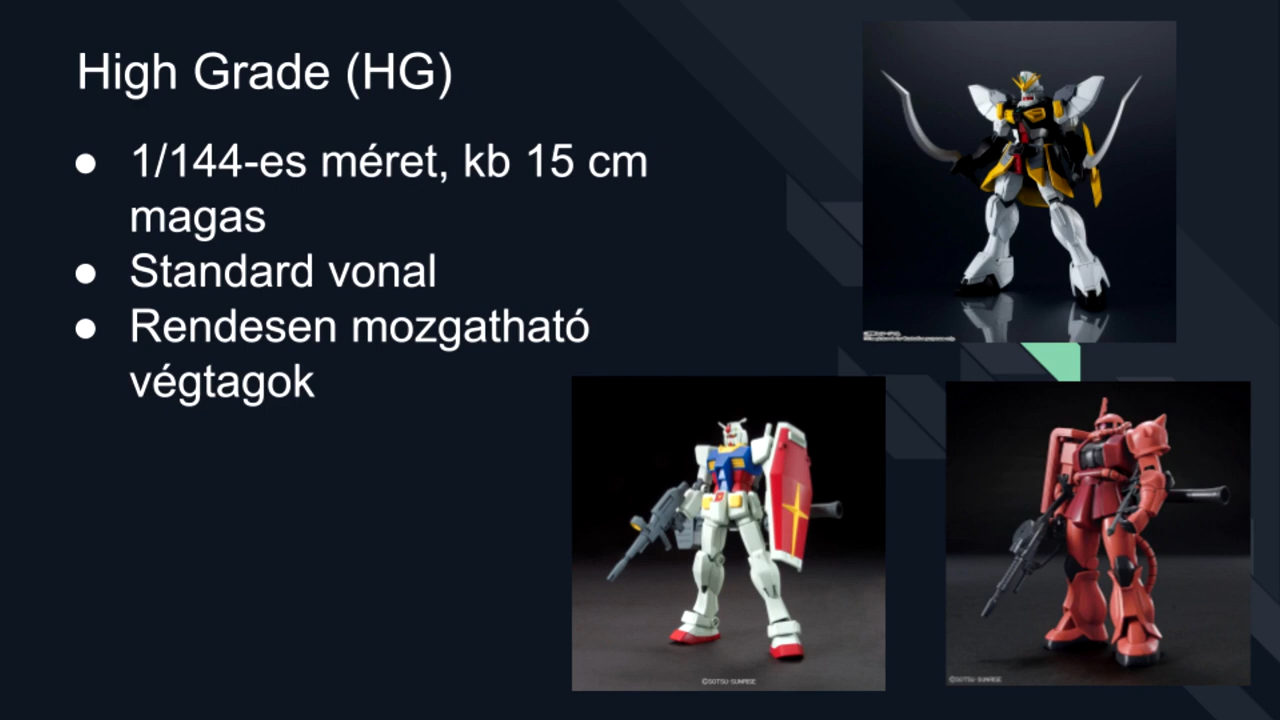 High Grade (HG)
● 1/144-es méret, kb 15 cm
magas
● Standard vonal
● Rendesen mozgatható
végtagok
©SOTSU·SUNRISE
©SOTSU·SUNRISE